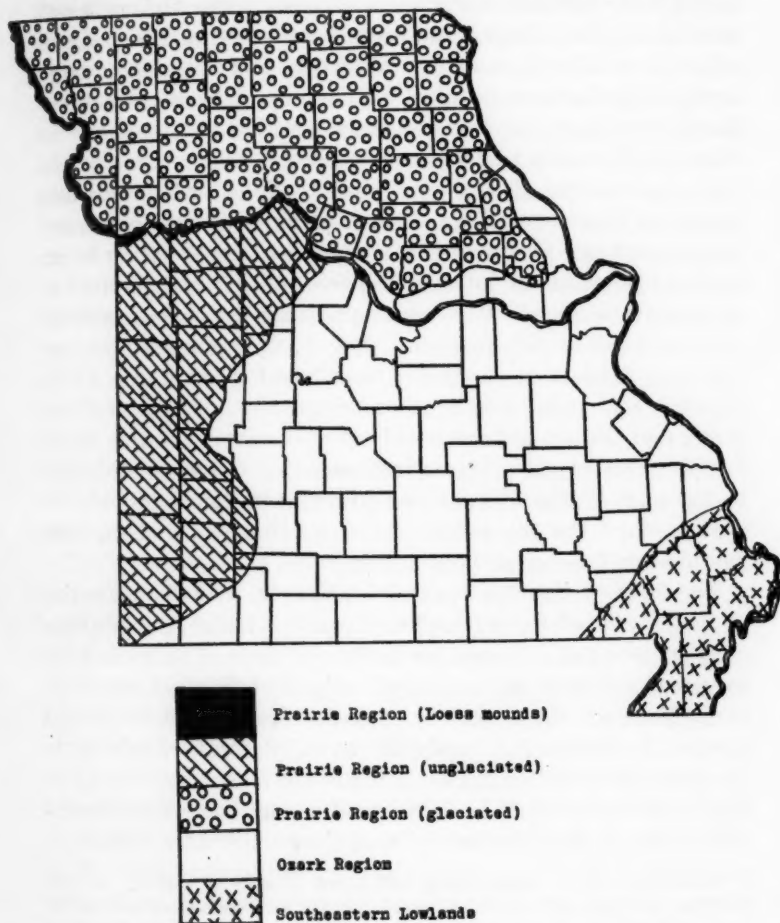 Prairie Region (Loess mounds)
Prairie Region (unglaciated)
Prairie Region (glaciated)
Ozark Region
Southeastern Lowlands